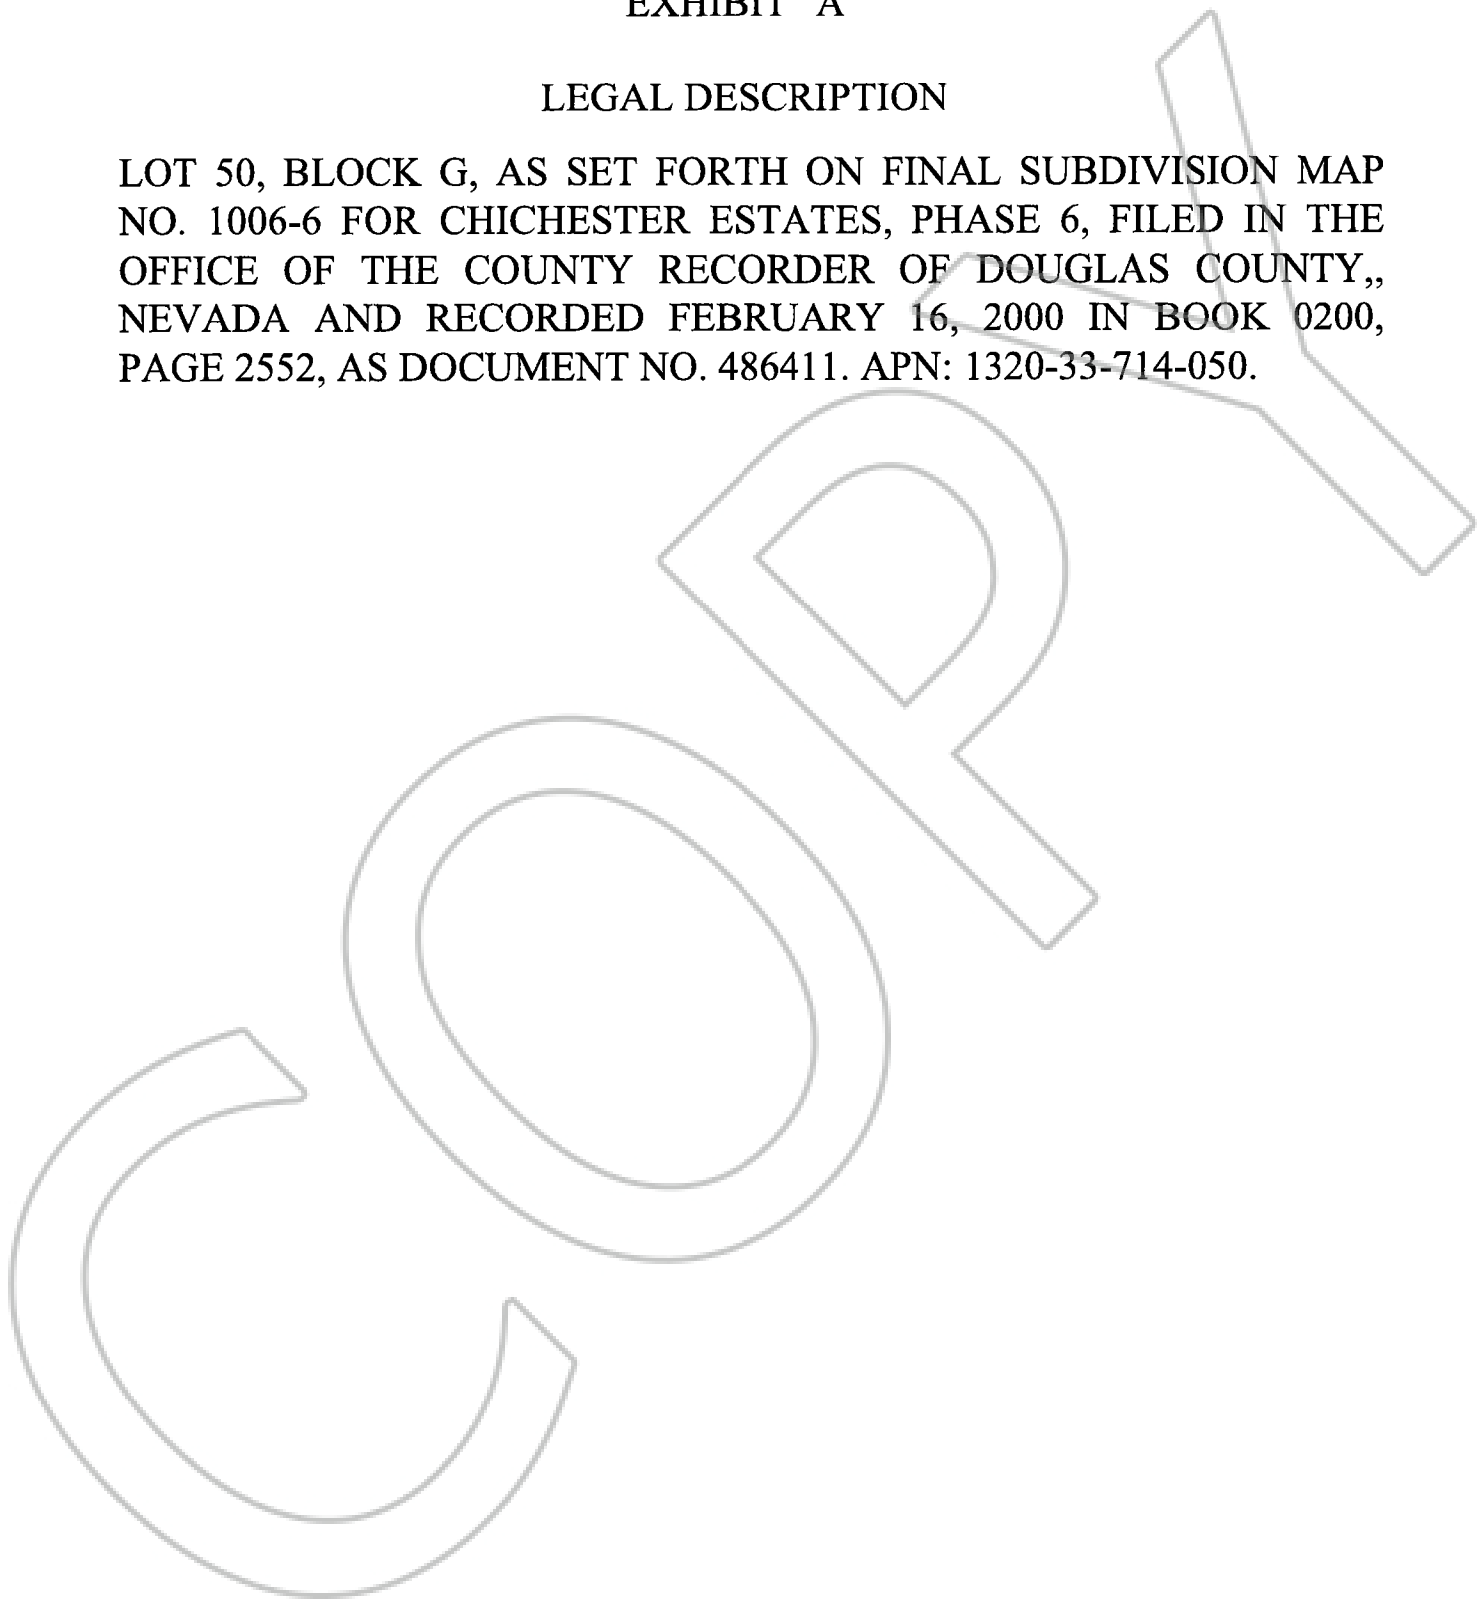 EXHIBIT A
LEGAL DESCRIPTION
LOT 50, BLOCK G, AS SET FORTH ON FINAL SUBDIVISION MAP
NO. 1006-6 FOR CHICHESTER ESTATES, PHASE 6, FILED IN THE
OFFICE OF THE COUNTY RECORDER OF DOUGLAS COUNTY,,
NEVADA AND RECORDED FEBRUARY 16, 2000 IN BOOK 0200,
PAGE 2552, AS DOCUMENT NO. 486411. APN: 1320-33-714-050.
COPY